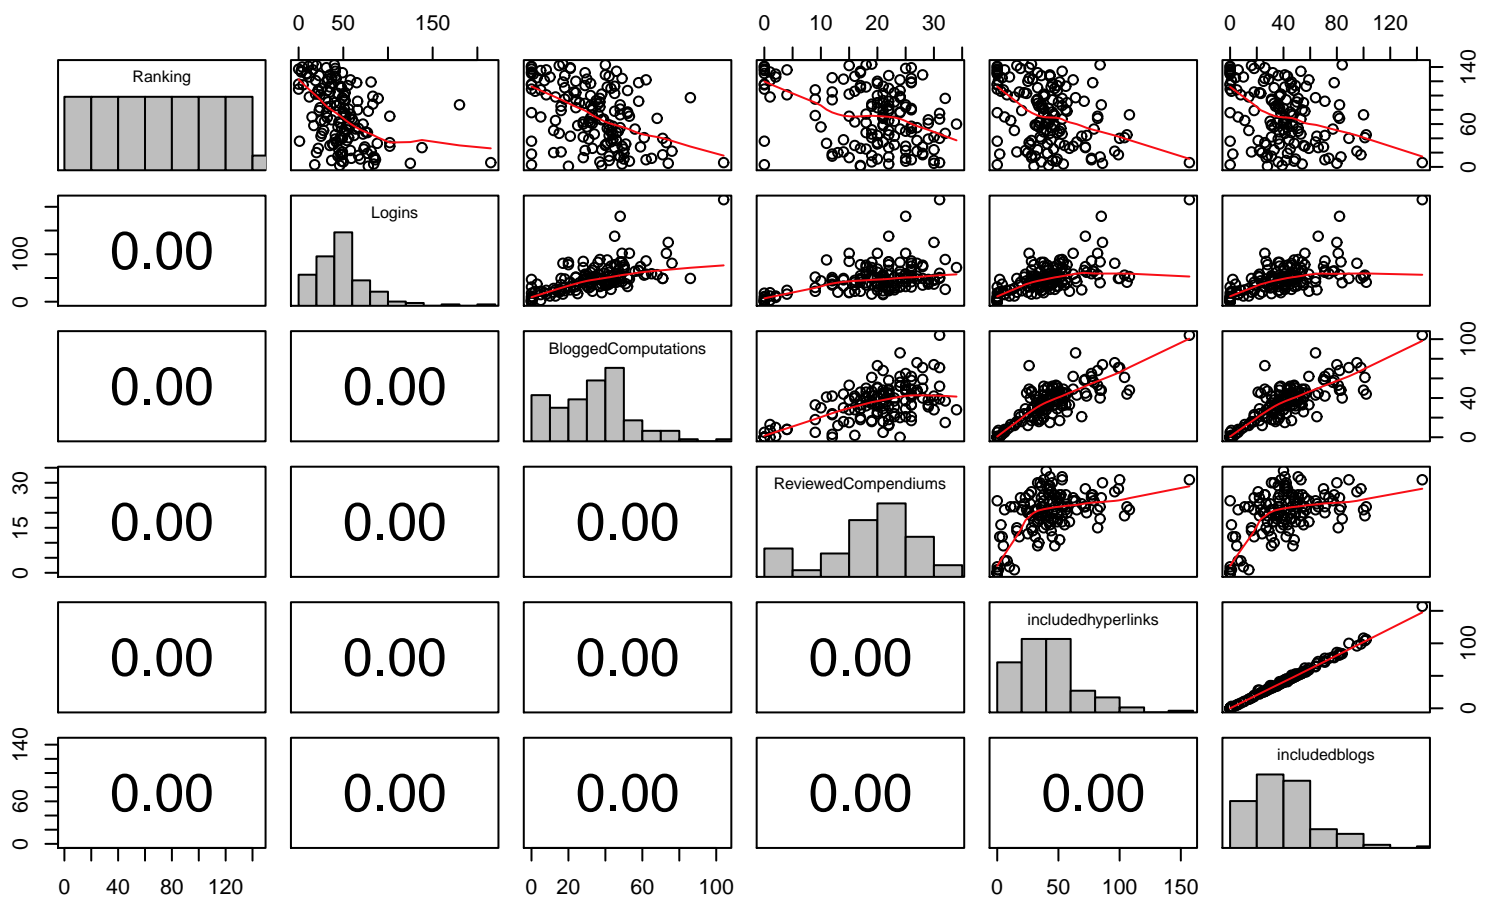 0 50 150 0 10 20 30 0 40 80 120
Ranking
0 60 140
0 100
0.00
Logins
0.00 0.00
BloggedComputations
0 40 100
0 15 30
0.00 0.00 0.00
ReviewedCompendiums
0.00 0.00 0.00 0.00
includedhyperlinks
0 100
0 60 140
0.00 0.00 0.00 0.00 0.00
includedblogs
0 40 80 120 0 20 60 100 0 50 100 150